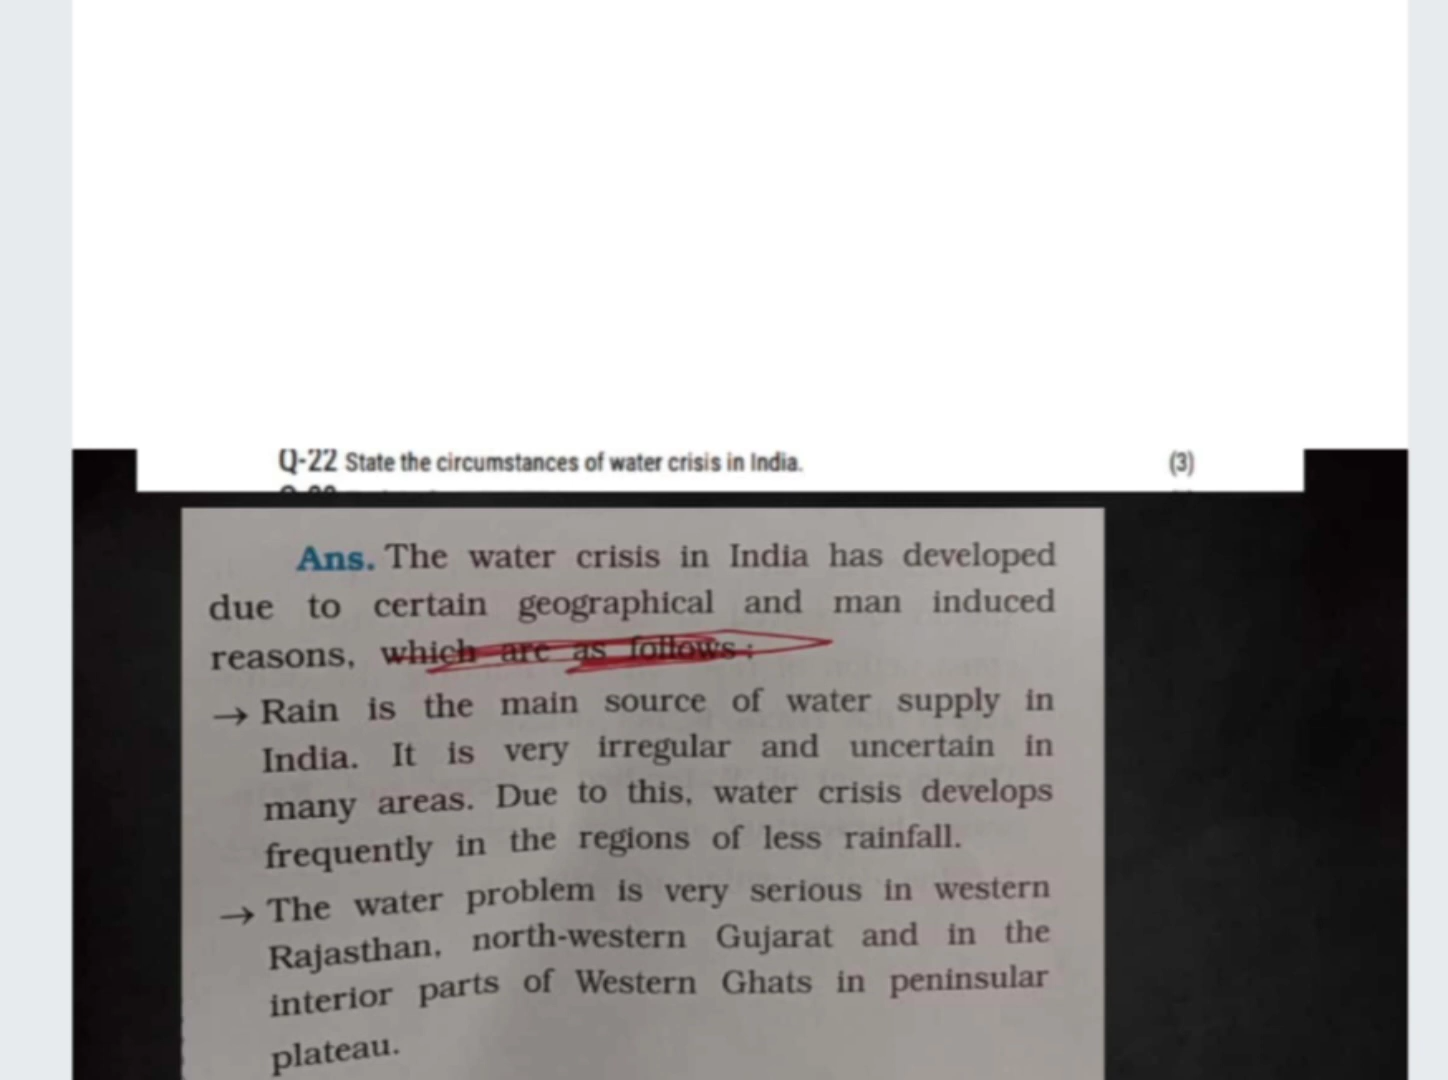 Q-22 State the circumstances of water crisis in India. (3)
Ans. The water crisis in India has developed
due to certain geographical and man induced
reasons, which are as follows:
→ Rain is the main source of water supply in
India. It is very irregular and uncertain in
many areas. Due to this, water crisis develops
frequently in the regions of less rainfall.
→ The water problem is very serious in western
Rajasthan, north-western Gujarat and in the
interior parts of Western Ghats in peninsular
plateau.